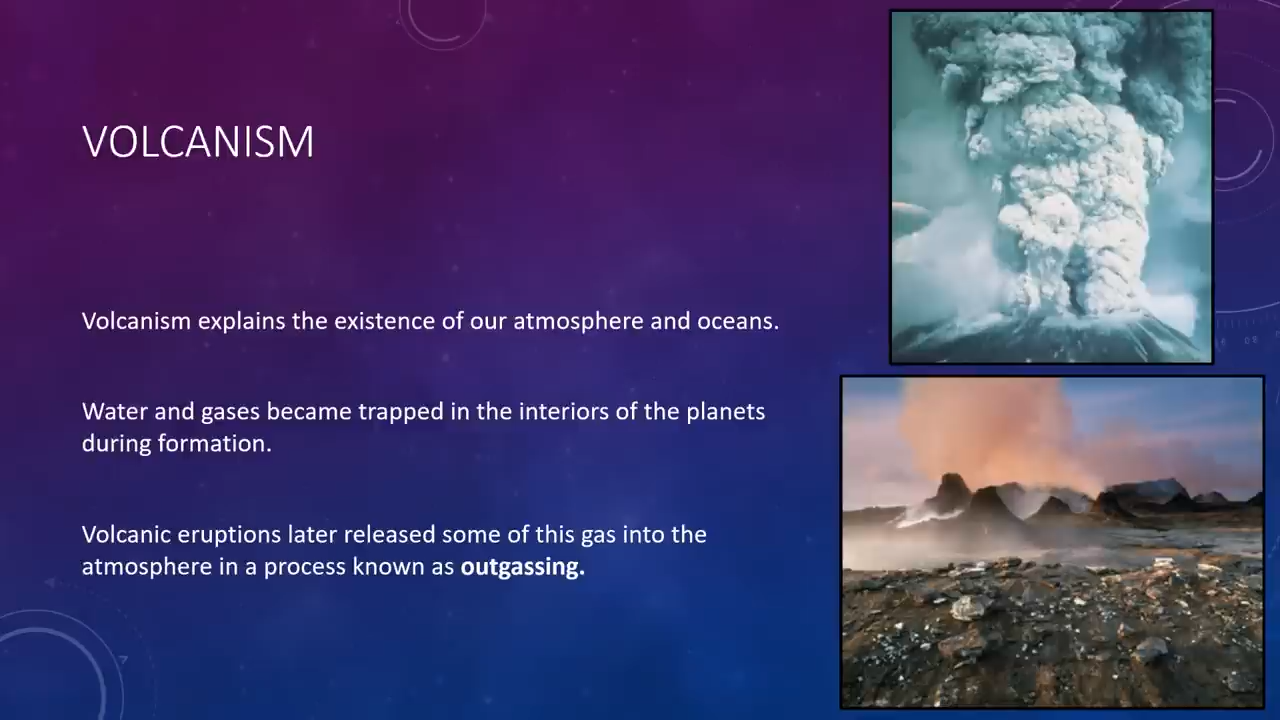 VOLCANISM
Volcanism explains the existence of our atmosphere and oceans.
Water and gases became trapped in the interiors of the planets
during formation.
Volcanic eruptions later released some of this gas into the
atmosphere in a process known as outgassing.